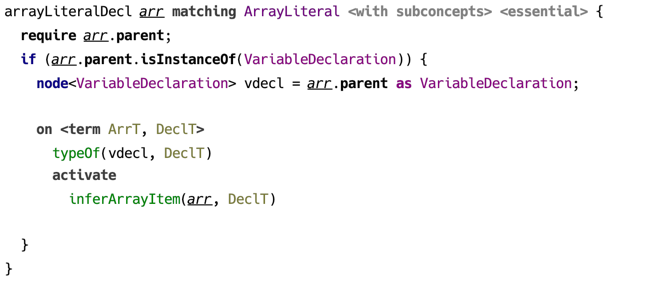 arrayLiteralDecl arr matching ArrayLiteral <with subconcepts> <essential> {
  require arr.parent;
  if (arr.parent.isInstanceOf(VariableDeclaration)) {
    node<VariableDeclaration> vdecl = arr.parent as VariableDeclaration;
    on <term ArrT, DeclT>
      typeOf(vdecl, DeclT)
      activate
        inferArrayItem(arr, DeclT)
  }
}